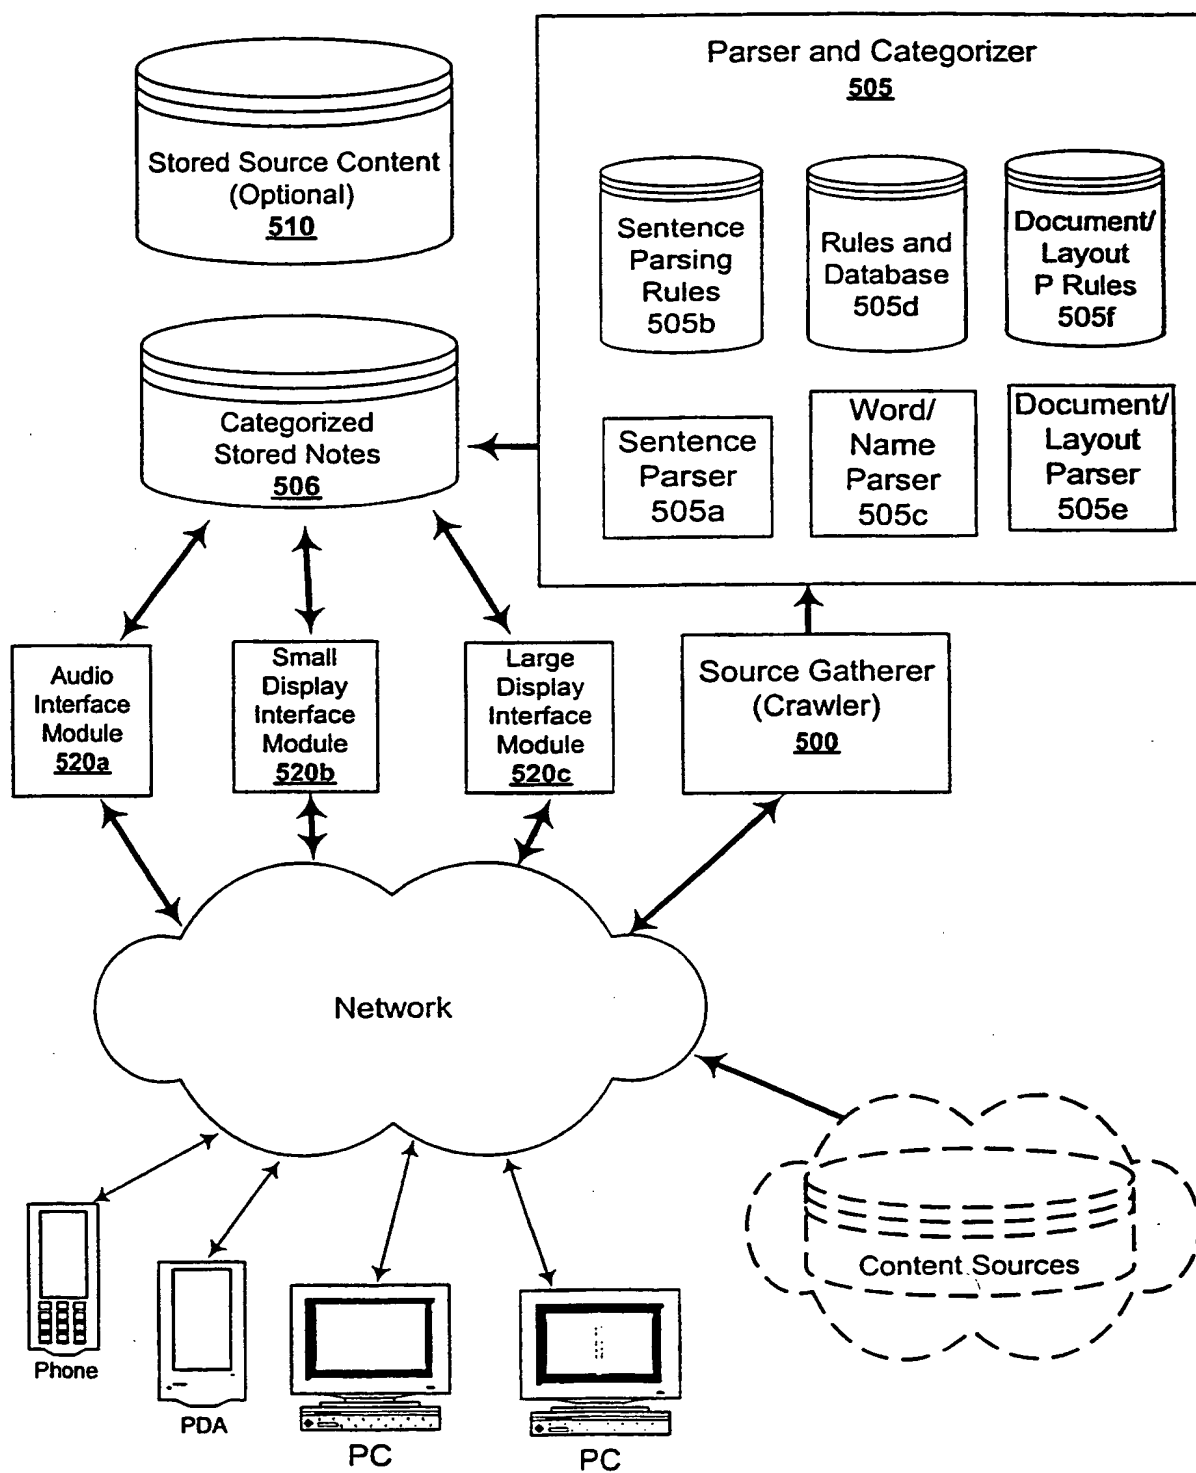 Parser and Categorizer
505
Stored Source Content
(Optional)
510
Sentence
Parsing
Rules
505b
Rules and
Database
505d
Document/
Layout
P Rules
505f
Categorized
Stored Notes
506
Sentence
Parser
505a
Word/
Name
Parser
505c
Document/
Layout
Parser
505e
Audio
Interface
Module
520a
Small
Display
Interface
Module
520b
Large
Display
Interface
Module
520c
Source Gatherer
(Crawler)
500
Network
Content Sources
Phone
PDA
PC
PC